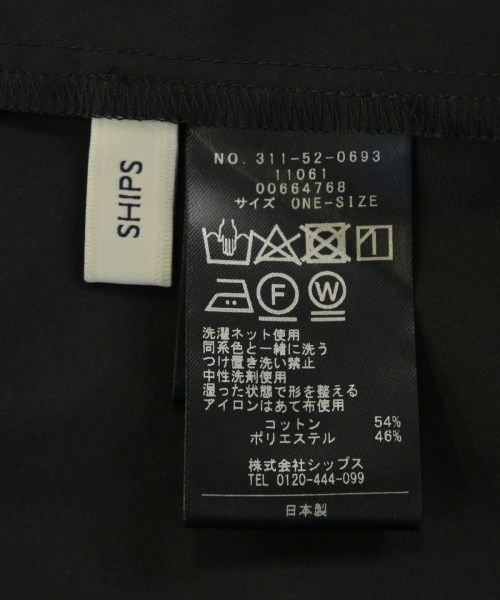 SHIPS
NO. 311-52-0693
11061
00664768
サイズ ONE-SIZE
F W
洗濯ネット使用
同系色と一緒に洗う
つけ置き洗い禁止
中性洗剤使用
湿った状態で形を整える
アイロンはあて布使用
コットン 54%
ポリエステル 46%
株式会社シップス
TEL 0120-444-099
日本製